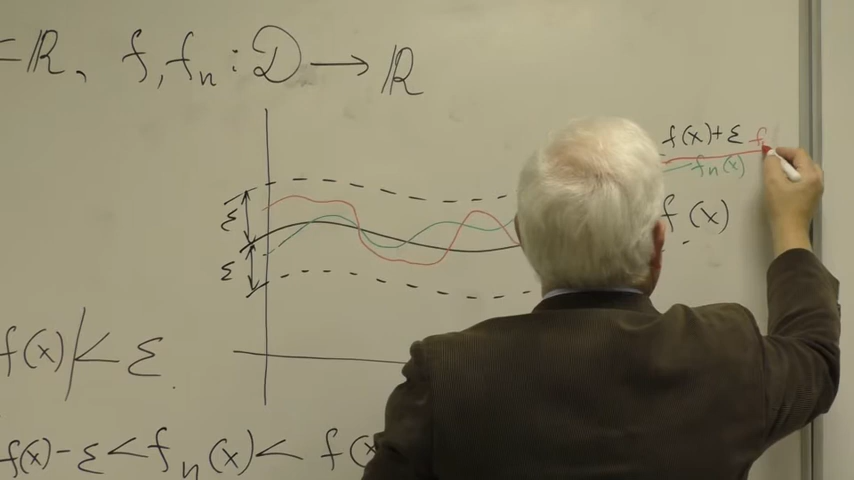 =ℝ, f, fₙ : 𝒟 → ℝ
f(x)+ε f
fₙ(x)
ε
f(x)
ε
f(x)| < ε.
f(x)-ε < fₙ(x) < f(x